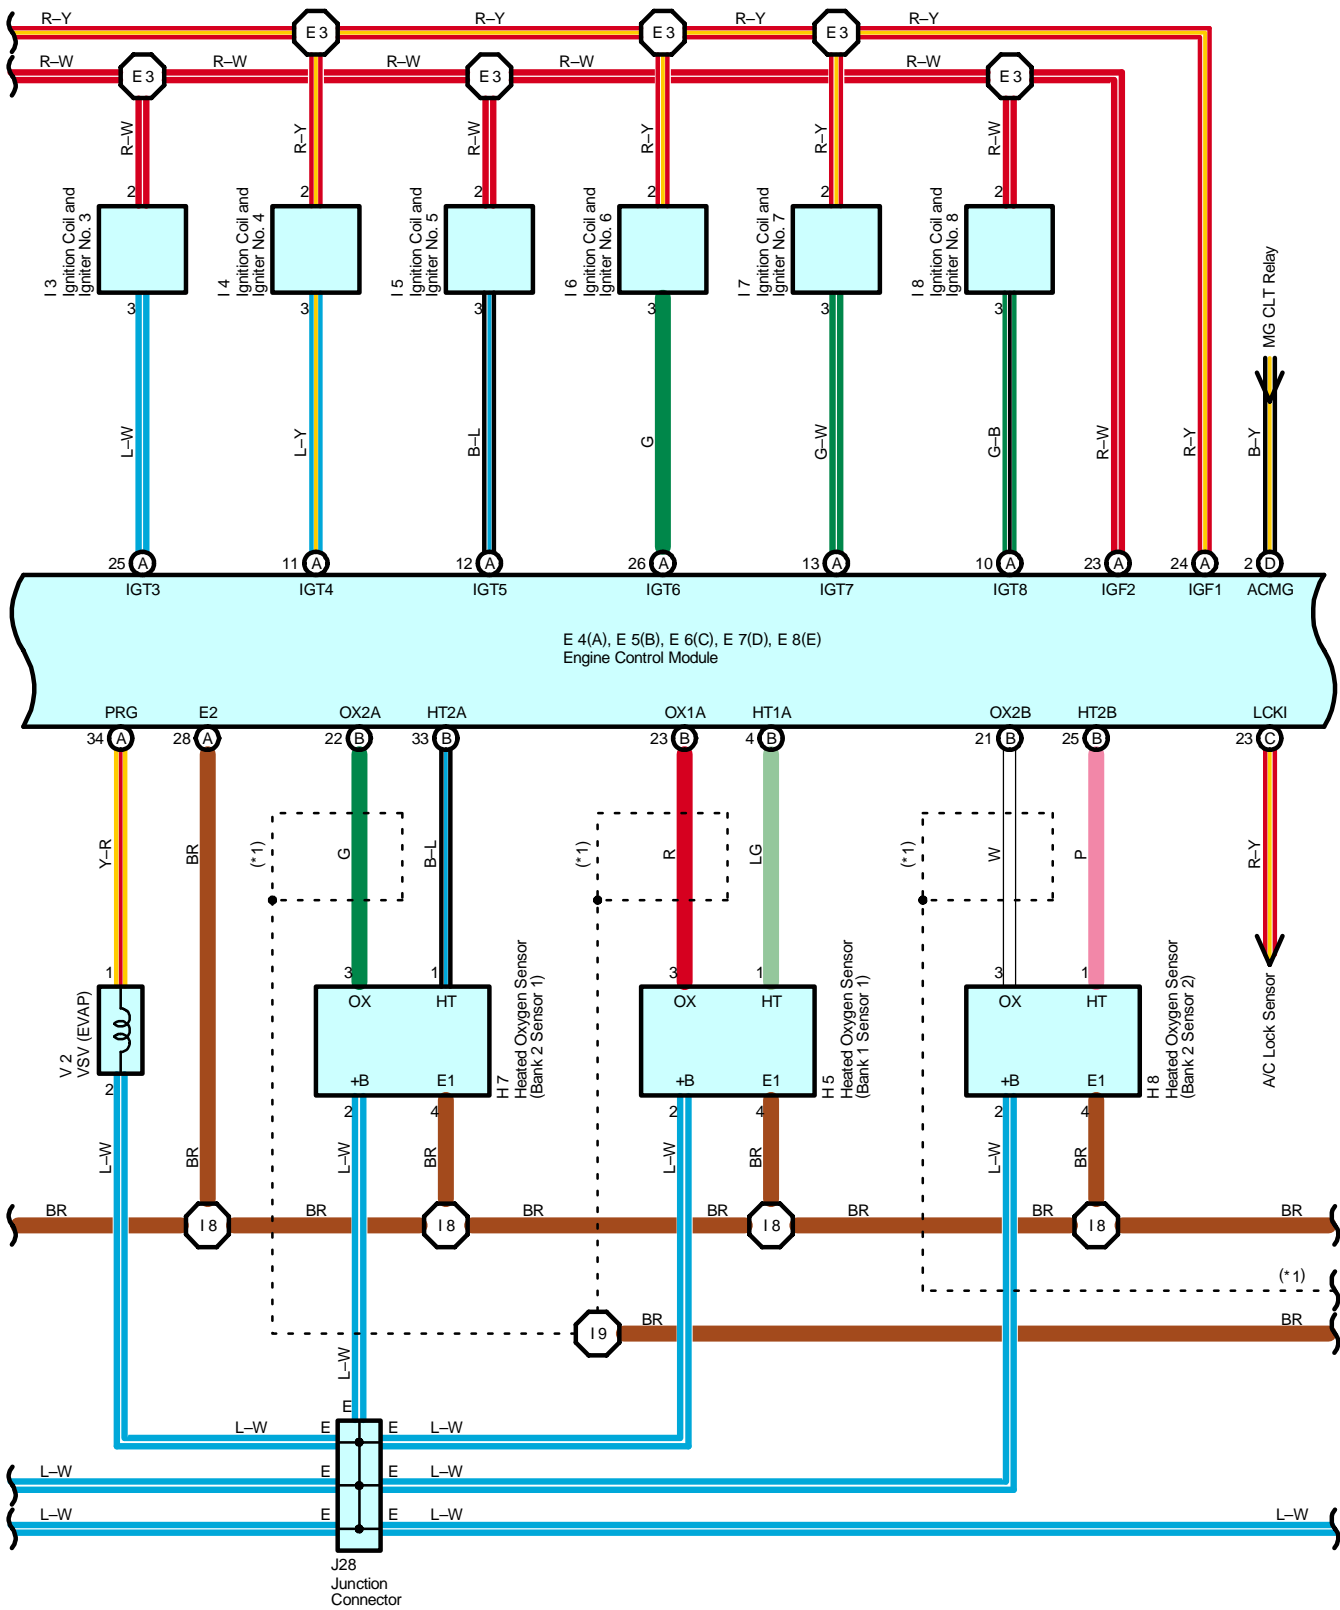 R–Y
E 3
R–Y
E 3
R–Y
E 3
R–Y
R–W
E 3
R–W
R–W
E 3
R–W
R–W
E 3
R–W
R–Y
R–W
R–Y
R–Y
R–W
2
2
2
2
2
2
I 3
Ignition Coil and
Igniter No. 3
I 4
Ignition Coil and
Igniter No. 4
I 5
Ignition Coil and
Igniter No. 5
I 6
Ignition Coil and
Igniter No. 6
I 7
Ignition Coil and
Igniter No. 7
I 8
Ignition Coil and
Igniter No. 8
MG CLT Relay
3
3
3
3
3
3
L–W
L–Y
B–L
G
G–W
G–B
R–W
R–Y
B–Y
25 A
11 A
12 A
26 A
13 A
10 A
23 A
24 A
2 D
IGT3
IGT4
IGT5
IGT6
IGT7
IGT8
IGF2
IGF1
ACMG
E 4(A), E 5(B), E 6(C), E 7(D), E 8(E)
Engine Control Module
PRG
E2
OX2A
HT2A
OX1A
HT1A
OX2B
HT2B
LCKI
34 A
28 A
22 B
33 B
23 B
4 B
21 B
25 B
23 C
Y–R
BR
(*1)
G
B–L
(*1)
R
LG
(*1)
W
P
R–Y
1
3
1
3
1
3
1
OX
HT
OX
HT
OX
HT
V 2
VSV (EVAP)
H 7
Heated Oxygen Sensor
(Bank 2 Sensor 1)
H 5
Heated Oxygen Sensor
(Bank 1 Sensor 1)
H 8
Heated Oxygen Sensor
(Bank 2 Sensor 2)
A/C Lock Sensor
+B
E1
+B
E1
+B
E1
2
2
4
2
4
2
4
L–W
BR
L–W
BR
L–W
BR
L–W
BR
BR
I 8
BR
I 8
BR
BR
I 8
BR
I 8
BR
(*1)
I 9
BR
BR
L–W
E
L–W
E
E
L–W
L–W
E
E
L–W
L–W
E
E
L–W
L–W
J28
Junction
Connector